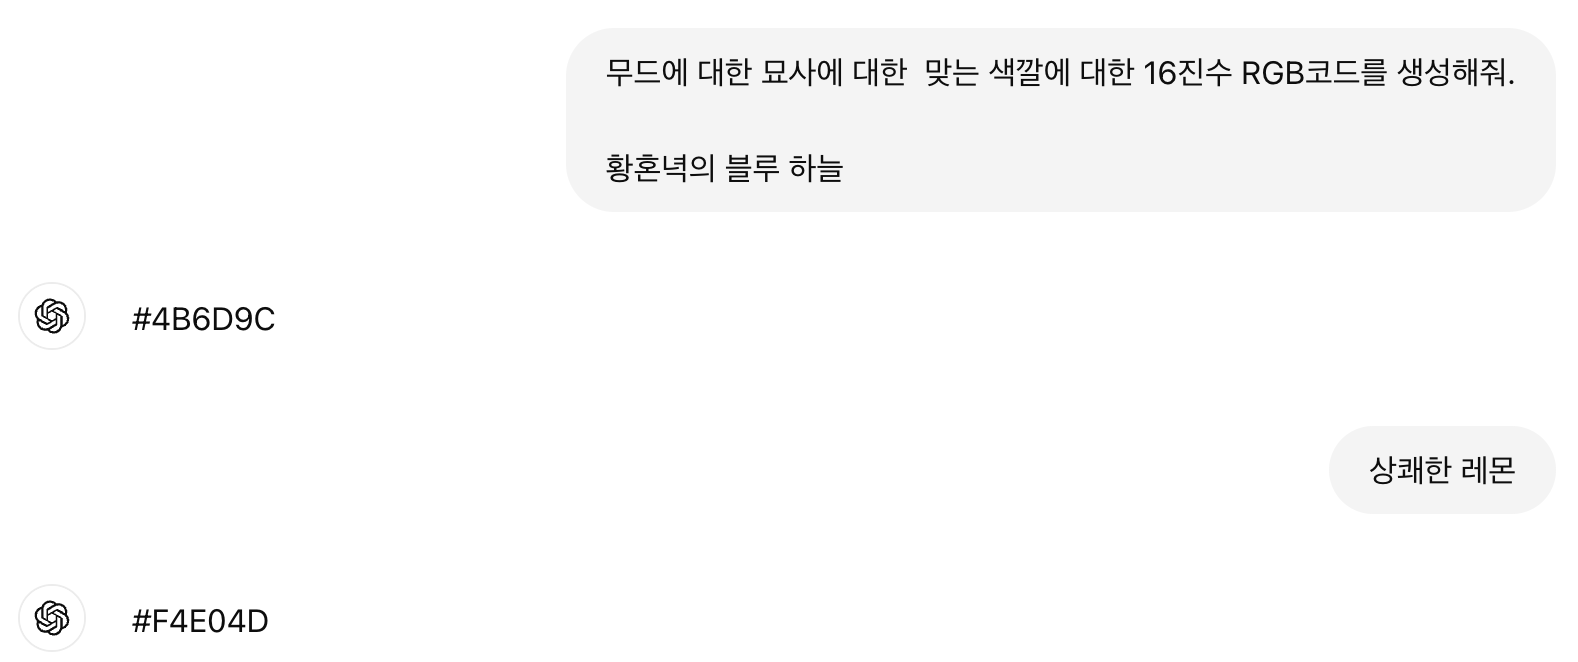 무드에 대한 묘사에 대한  맞는 색깔에 대한 16진수 RGB코드를 생성해줘.
황혼녁의 블루 하늘
#4B6D9C
상쾌한 레몬
#F4E04D